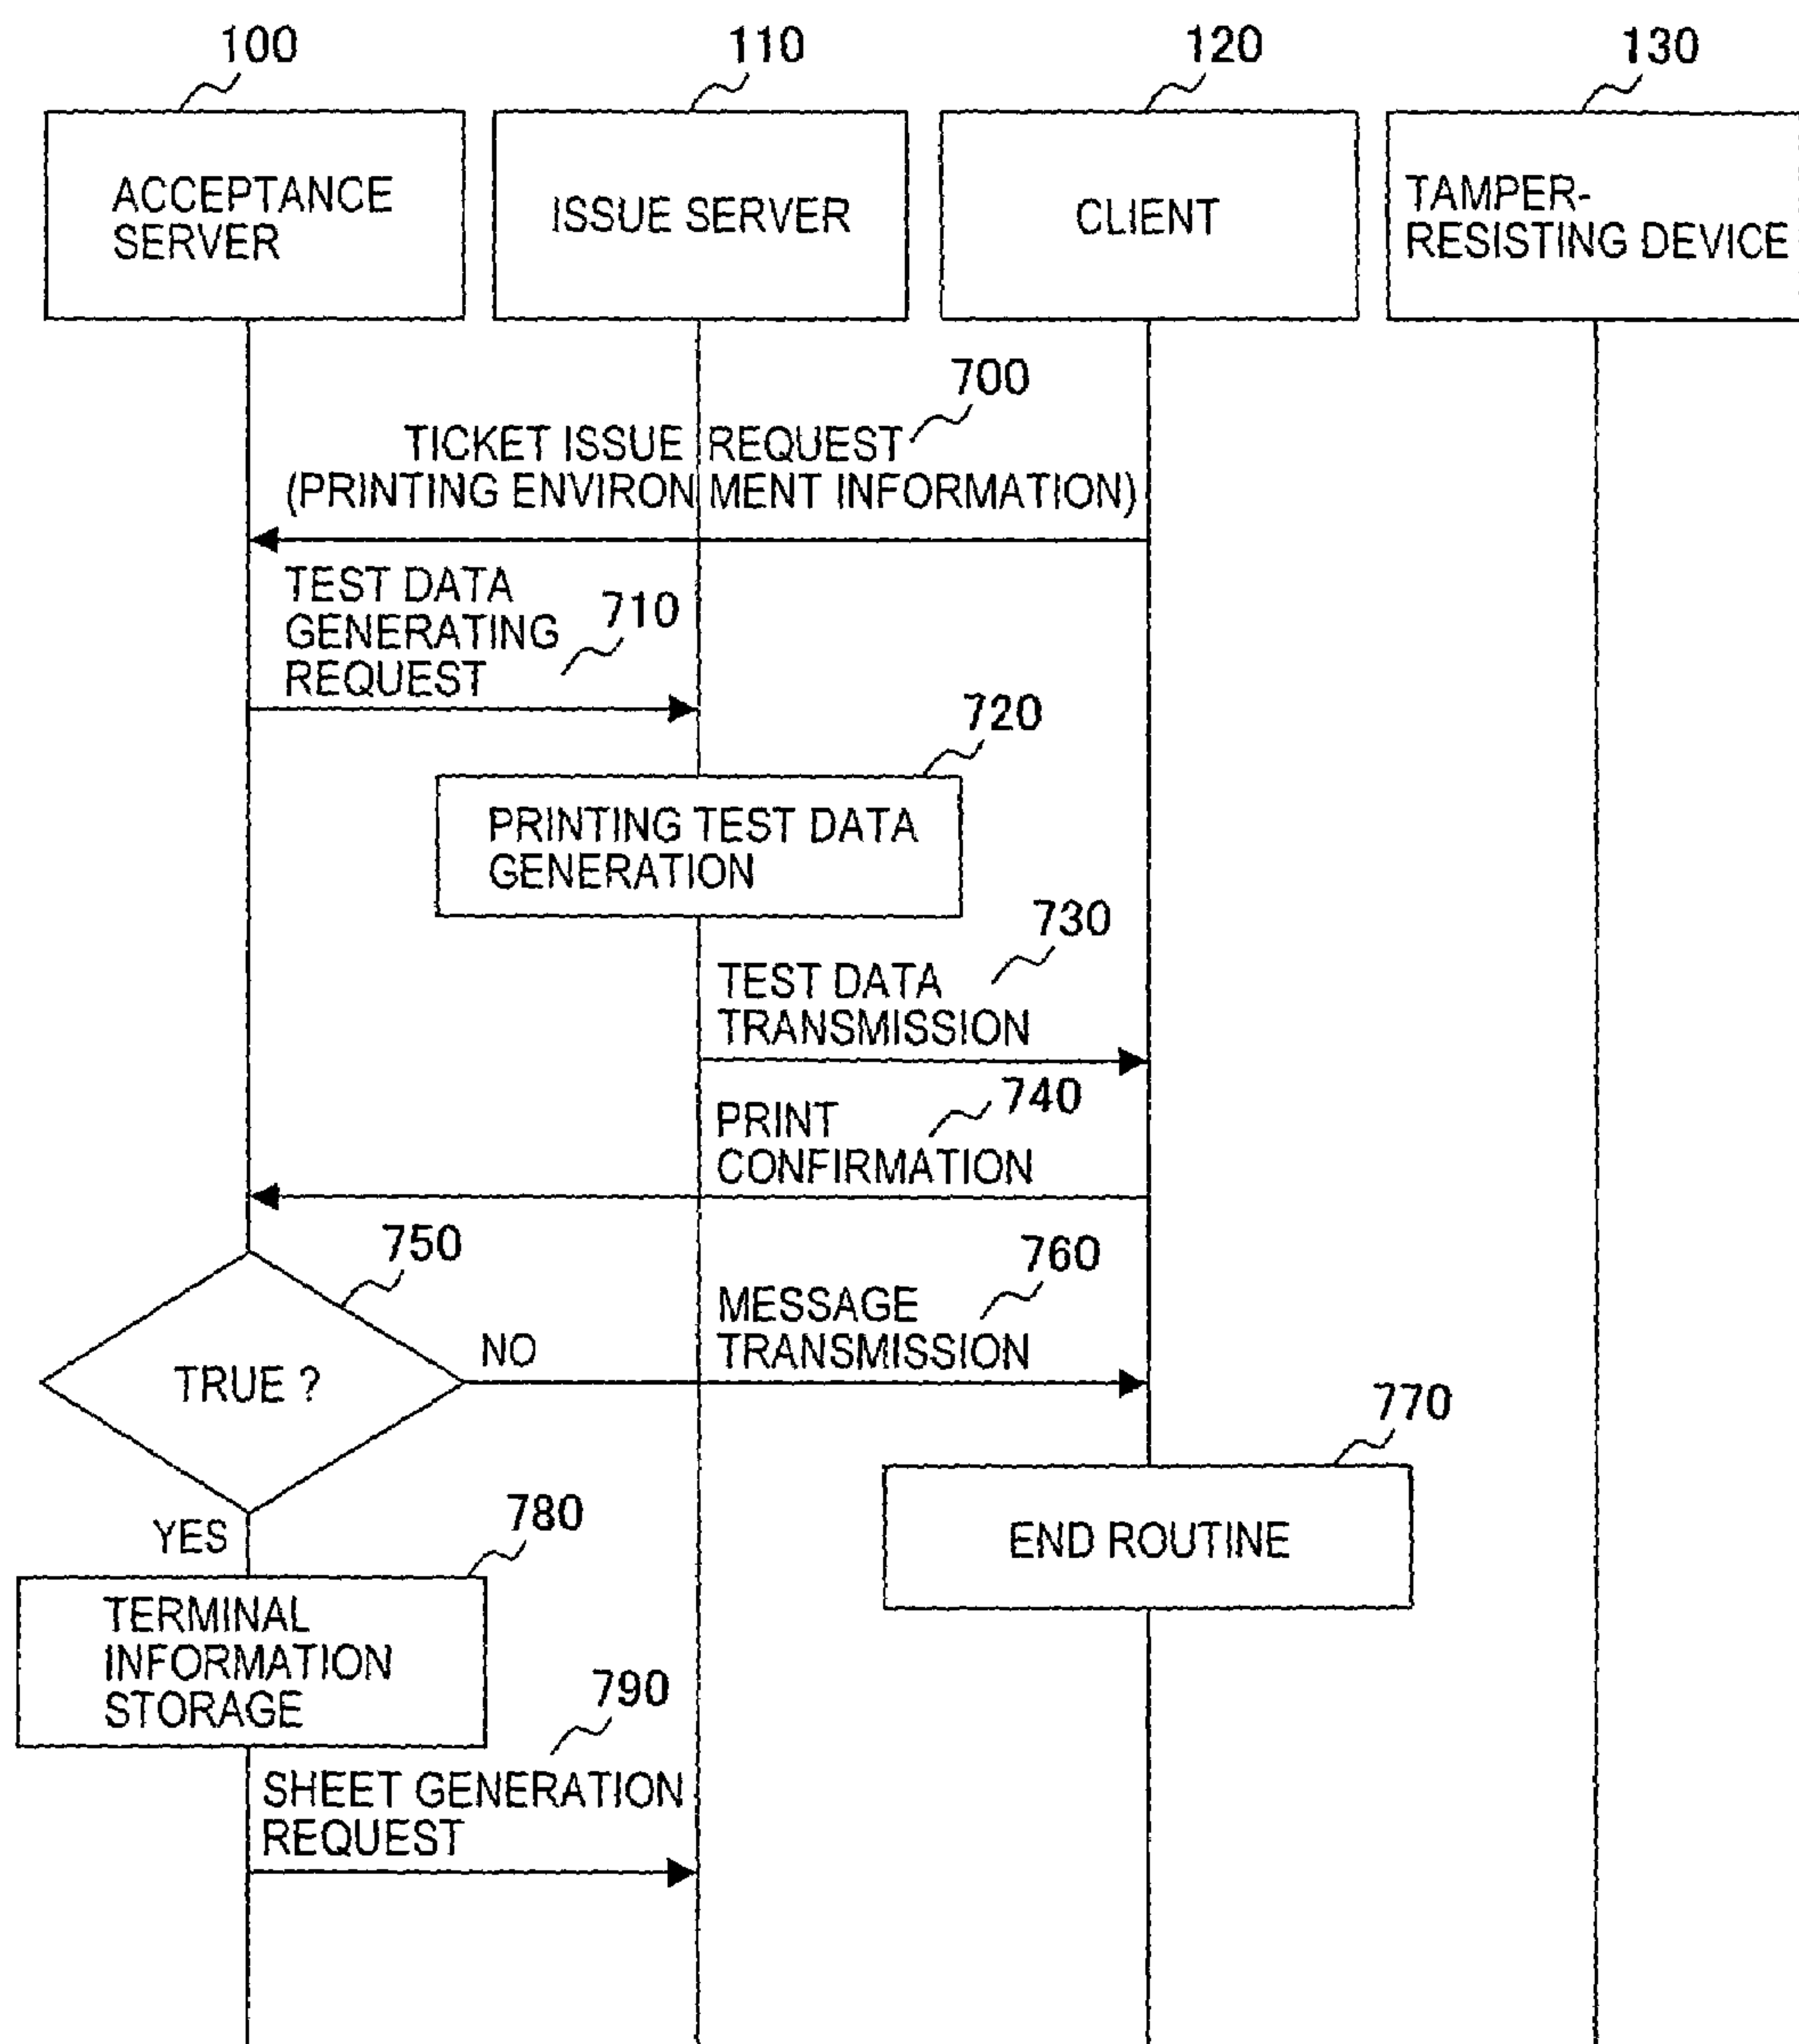 100
110
120
130
ACCEPTANCE
SERVER
ISSUE SERVER
CLIENT
TAMPER-
RESISTING DEVICE
700
TICKET ISSUE REQUEST
(PRINTING ENVIRONMENT INFORMATION)
TEST DATA
GENERATING
REQUEST
710
720
PRINTING TEST DATA
GENERATION
730
TEST DATA
TRANSMISSION
740
PRINT
CONFIRMATION
750
760
MESSAGE
TRANSMISSION
NO
TRUE ?
770
END ROUTINE
YES
780
TERMINAL
INFORMATION
STORAGE
790
SHEET GENERATION
REQUEST